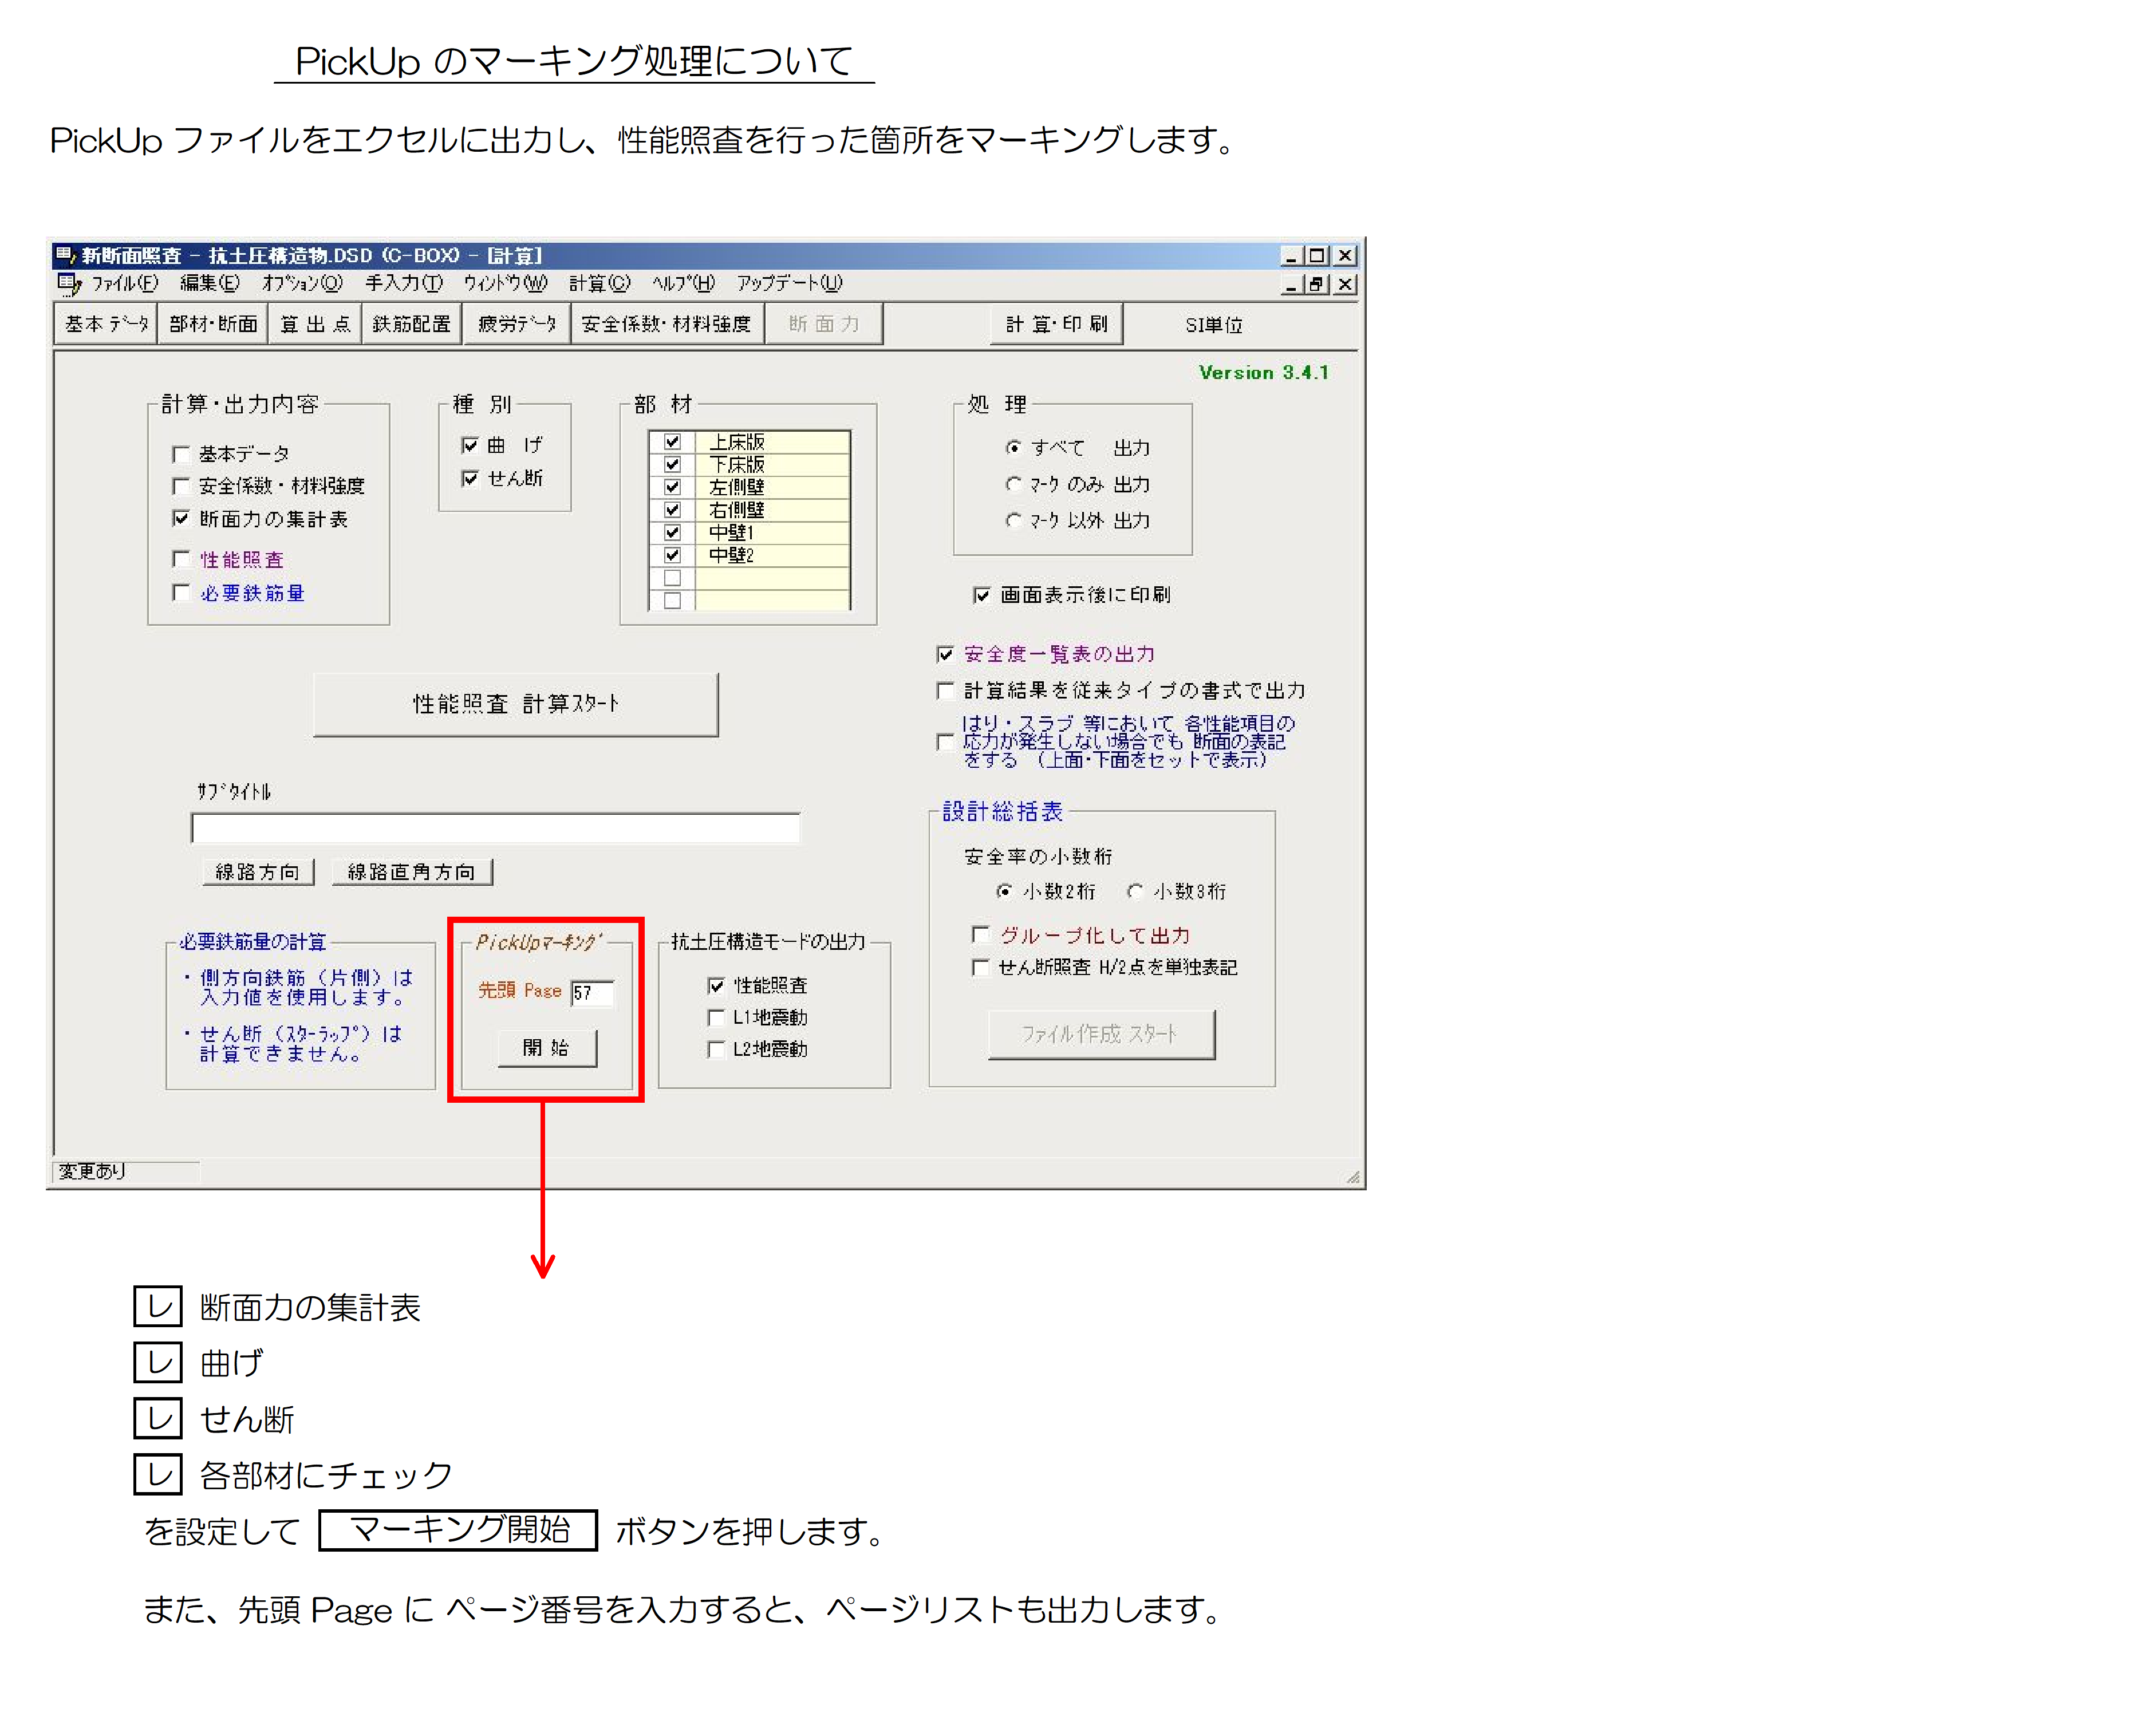 PickUp のマーキング処理について
PickUp ファイルをエクセルに出力し、性能照査を行った箇所をマーキングします。
新断面照査 - 抗土圧構造物.DSD (C-BOX) - [計算]
ﾌｧｲﾙ(F) 編集(E) ｵﾌﾟｼｮﾝ(O) 手入力(T) ｳｨﾝﾄﾞｳ(W) 計算(C) ﾍﾙﾌﾟ(H) アップデート(U)
基本 ﾃﾞｰﾀ 部材・断面 算 出 点 鉄筋配置 疲労ﾃﾞｰﾀ 安全係数・材料強度 断 面 力 計 算・印 刷 SI単位
Version 3.4.1
計算・出力内容
基本データ
安全係数・材料強度
断面力の集計表
性能照査
必要鉄筋量
種 別
曲 げ
せん断
部 材
上床版
下床版
左側壁
右側壁
中壁1
中壁2
処 理
すべて 出力
ﾏｰｸ のみ 出力
ﾏｰｸ 以外 出力
画面表示後に印刷
安全度一覧表の出力
計算結果を従来タイプの書式で出力
はり・スラブ 等において 各性能項目の
応力が発生しない場合でも 断面の表記
をする （上面・下面をセットで表示）
性能照査 計算ｽﾀｰﾄ
ｻﾌﾞﾀｲﾄﾙ
線路方向 線路直角方向
設計総括表
安全率の小数桁
小数2桁 小数3桁
グループ化して出力
せん断照査 H/2点を単独表記
ファイル作成 スタート
必要鉄筋量の計算
・側方向鉄筋（片側）は
入力値を使用します。
・せん断（ｽﾀｰﾗｯﾌﾟ）は
計算できません。
PickUpﾏｰｷﾝｸﾞ
先頭 Page 57
開 始
抗土圧構造モードの出力
性能照査
L1地震動
L2地震動
変更あり
レ 断面力の集計表
レ 曲げ
レ せん断
レ 各部材にチェック
を設定して マーキング開始 ボタンを押します。
また、先頭 Page に ページ番号を入力すると、ページリストも出力します。